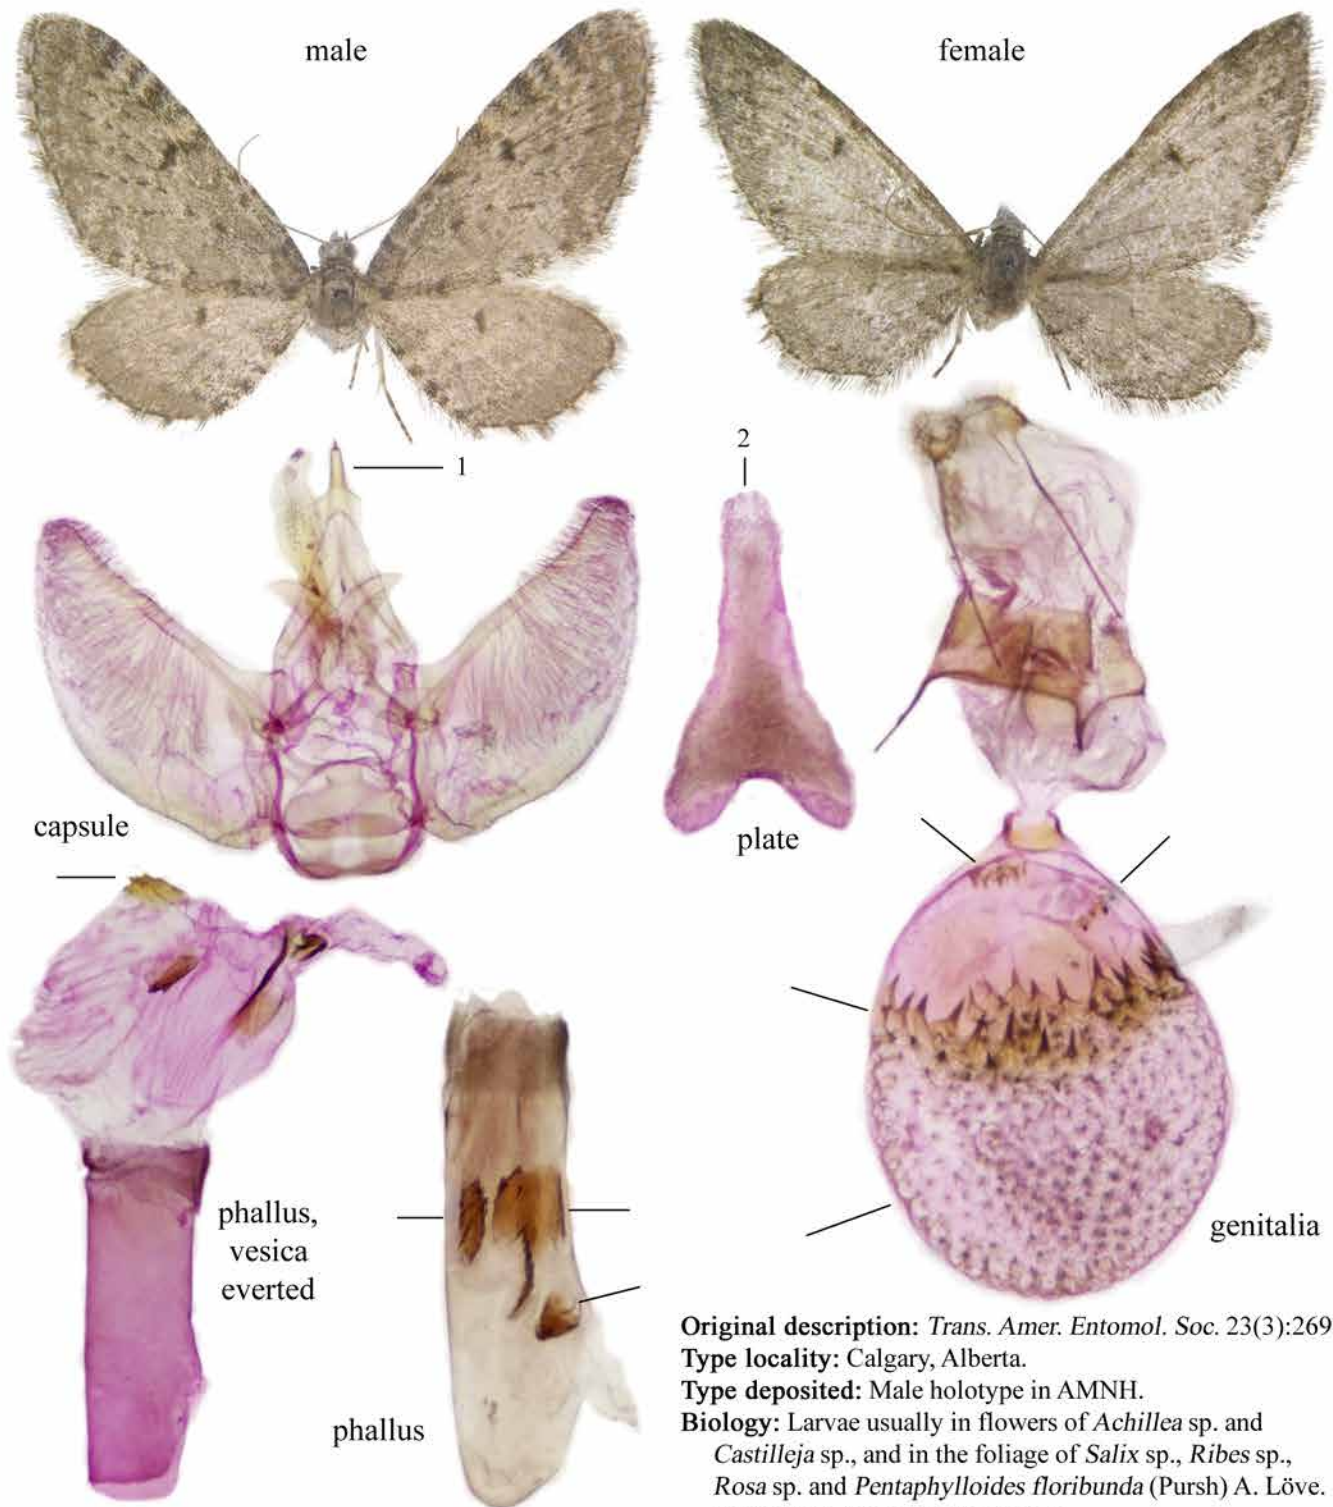 male
female
1
2
capsule
plate
phallus,
vesica
everted
phallus
genitalia
Original description: Trans. Amer. Entomol. Soc. 23(3):269
Type locality: Calgary, Alberta.
Type deposited: Male holotype in AMNH.
Biology: Larvae usually in flowers of Achillea sp. and
Castilleja sp., and in the foliage of Salix sp., Ribes sp.,
Rosa sp. and Pentaphylloides floribunda (Pursh) A. Löve.